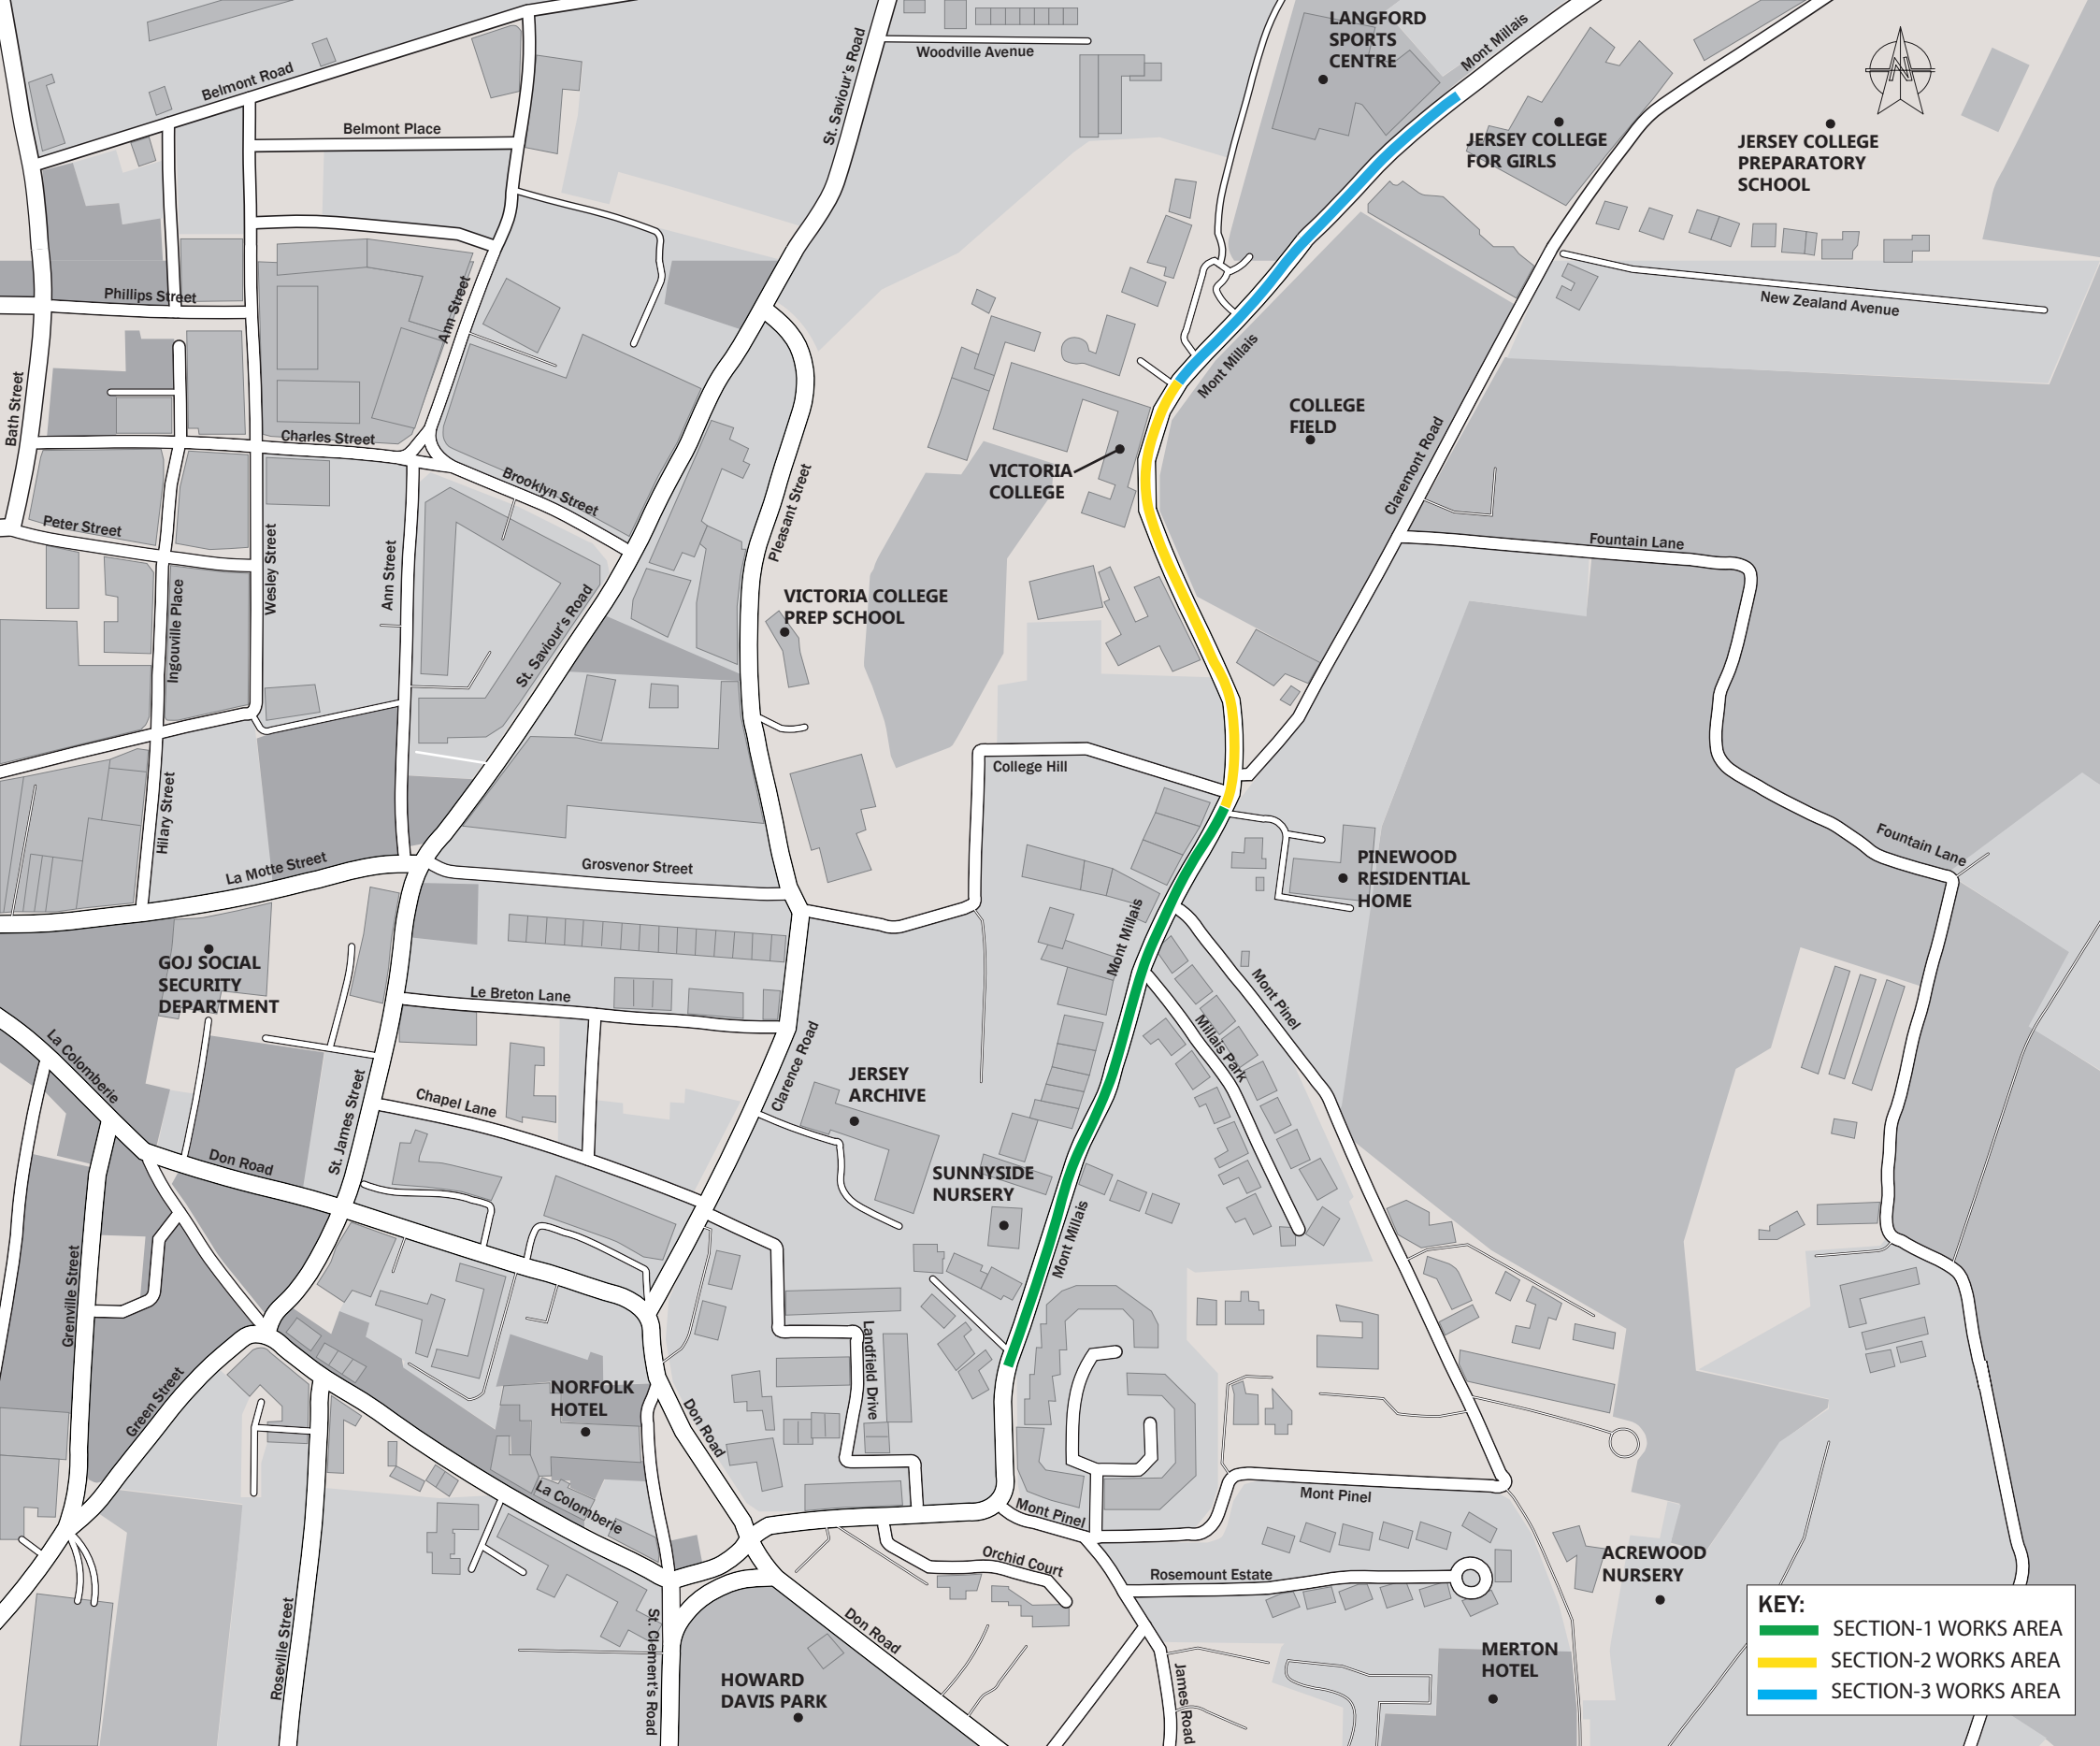 LANGFORD
SPORTS
CENTRE
Mont Millais
Woodville Avenue
St. Saviour's Road
Belmont Road
Belmont Place
N
JERSEY COLLEGE
FOR GIRLS
JERSEY COLLEGE
PREPARATORY
SCHOOL
Phillips Street
Ann Street
New Zealand Avenue
Mont Millais
Bath Street
COLLEGE
FIELD
Charles Street
Claremont Road
Brooklyn Street
VICTORIA
COLLEGE
Pleasant Street
Peter Street
Wesley Street
Ann Street
Fountain Lane
Ingouville Place
St. Saviour's Road
VICTORIA COLLEGE
PREP SCHOOL
College Hill
Hilary Street
La Motte Street
Grosvenor Street
Fountain Lane
PINEWOOD
RESIDENTIAL
HOME
Mont Millais
GOJ SOCIAL
SECURITY
DEPARTMENT
Le Breton Lane
Mont Pinel
Millais Park
La Colomberie
Clarence Road
JERSEY
ARCHIVE
Chapel Lane
St. James Street
Don Road
SUNNYSIDE
NURSERY
Mont Millais
Grenville Street
Landfield Drive
Green Street
NORFOLK
HOTEL
Don Road
La Colomberie
Mont Pinel
Mont Pinel
Orchid Court
Rosemount Estate
ACREWOOD
NURSERY
Roseville Street
St. Clement's Road
Don Road
James Road
HOWARD
DAVIS PARK
MERTON
HOTEL
KEY:
SECTION-1 WORKS AREA
SECTION-2 WORKS AREA
SECTION-3 WORKS AREA